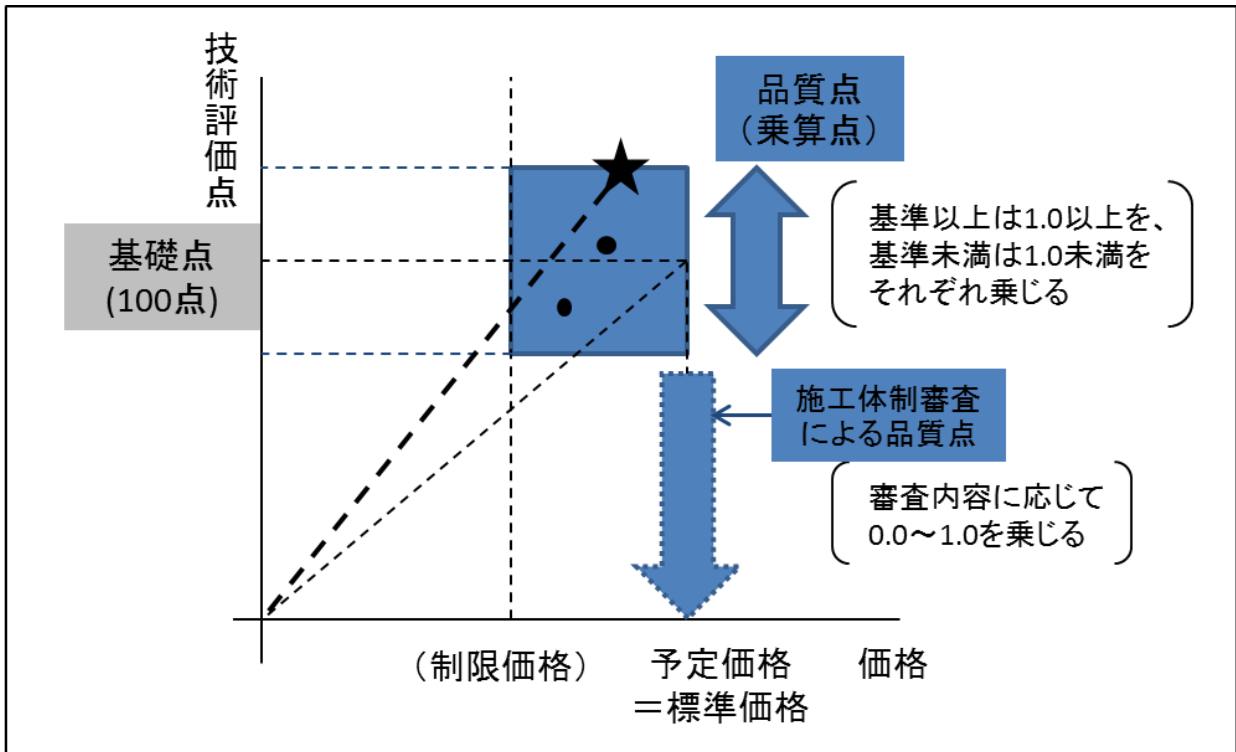 技術評価点
品質点
（乗算点）
基準以上は1.0以上を、
基準未満は1.0未満を
それぞれ乗じる
基礎点
(100点)
施工体制審査
による品質点
審査内容に応じて
0.0～1.0を乗じる
（制限価格）
予定価格
＝標準価格
価格